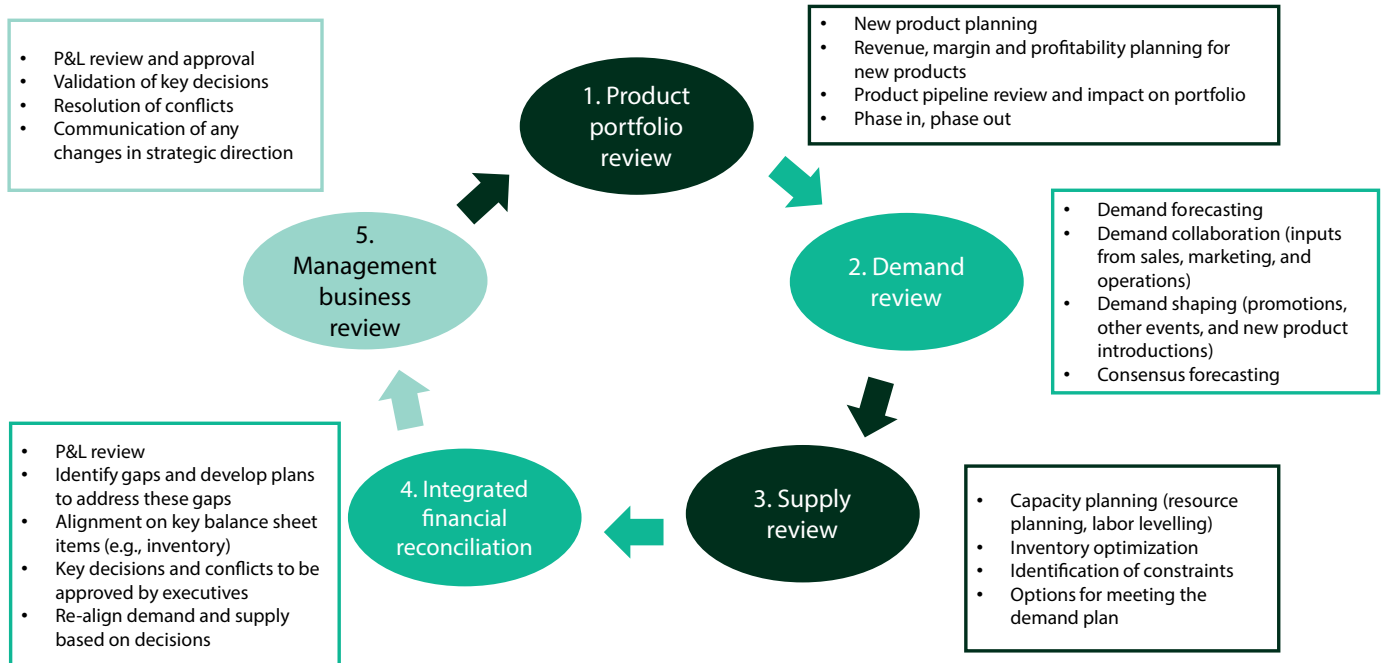 1. Product
portfolio
review
• New product planning
• Revenue, margin and profitability planning for
new products
• Product pipeline review and impact on portfolio
• Phase in, phase out
2. Demand
review
• Demand forecasting
• Demand collaboration (inputs
from sales, marketing, and
operations)
• Demand shaping (promotions,
other events, and new product
introductions)
• Consensus forecasting
3. Supply
review
• Capacity planning (resource
planning, labor levelling)
• Inventory optimization
• Identification of constraints
• Options for meeting the
demand plan
4. Integrated
financial
reconciliation
• P&L review
• Identify gaps and develop plans
to address these gaps
• Alignment on key balance sheet
items (e.g., inventory)
• Key decisions and conflicts to be
approved by executives
• Re-align demand and supply
based on decisions
5.
Management
business
review
• P&L review and approval
• Validation of key decisions
• Resolution of conflicts
• Communication of any
changes in strategic direction